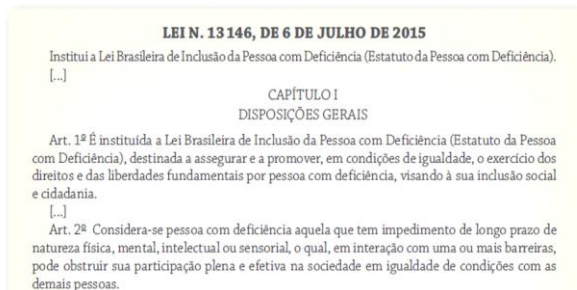 LEI N. 13 146, DE 6 DE JULHO DE 2015
Institui a Lei Brasileira de Inclusão da Pessoa com Deficiência (Estatuto da Pessoa com Deficiência).
[...]
CAPÍTULO I
DISPOSIÇÕES GERAIS
Art. 1º É instituída a Lei Brasileira de Inclusão da Pessoa com Deficiência (Estatuto da Pessoa
com Deficiência), destinada a assegurar e a promover, em condições de igualdade, o exercício dos
direitos e das liberdades fundamentais por pessoa com deficiência, visando à sua inclusão social
e cidadania.
[...]
Art. 2º Considera-se pessoa com deficiência aquela que tem impedimento de longo prazo de
natureza física, mental, intelectual ou sensorial, o qual, em interação com uma ou mais barreiras,
pode obstruir sua participação plena e efetiva na sociedade em igualdade de condições com as
demais pessoas.